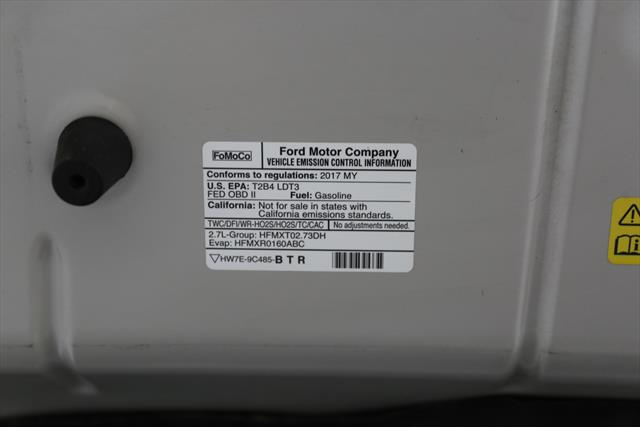 FoMoCo
Ford Motor Company
VEHICLE EMISSION CONTROL INFORMATION
Conforms to regulations: 2017 MY
U.S. EPA: T2B4 LDT3
FED OBD II Fuel: Gasoline
California: Not for sale in states with
California emissions standards.
TWC/DFI/WR-HO2S/HO2S/TC/CAC No adjustments needed.
2.7L-Group: HFMXT02.73DH
Evap: HFMXR0160ABC
HW7E-9C485-B T R